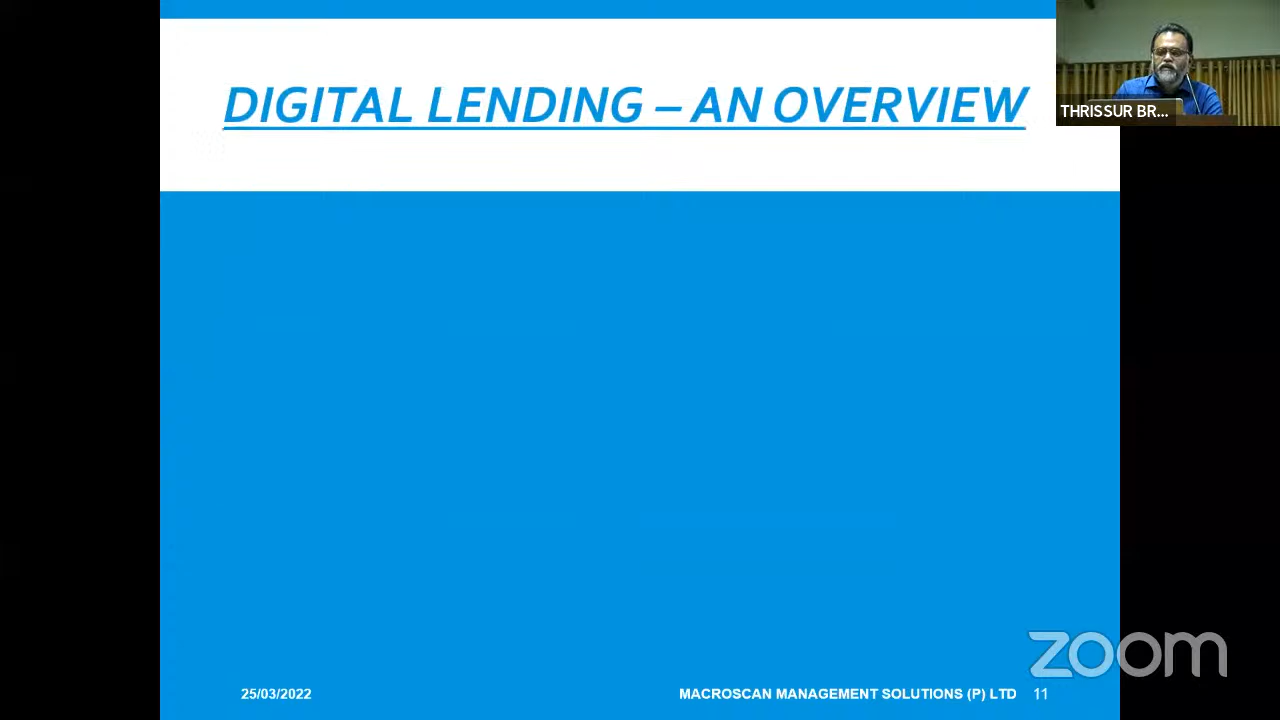 DIGITAL LENDING – AN OVERVIEW
THRISSUR BR...
zoom
25/03/2022
MACROSCAN MANAGEMENT SOLUTIONS (P) LTD 11